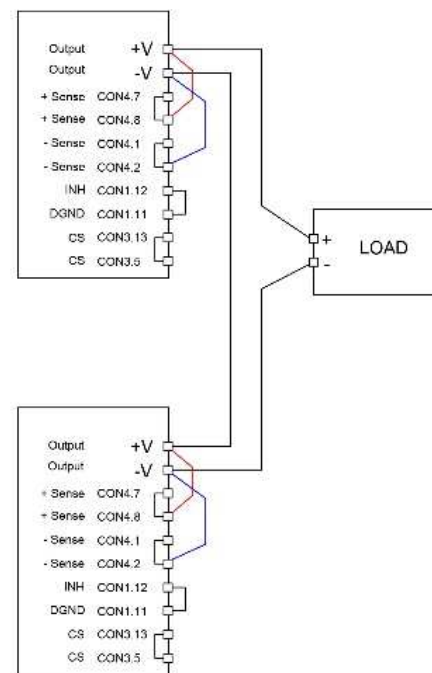 Output +V
Output -V
+ Sense CON4.7
+ Sense CON4.8
- Sense CON4.1
- Sense CON4.2
INH CON1.12
DGND CON1.11
CS CON3.13
CS CON3.5
+ LOAD
-
Output +V
Output -V
+ Sense CON4.7
+ Sense CON4.8
- Sense CON4.1
- Sense CON4.2
INH CON1.12
DGND CON1.11
CS CON3.13
CS CON3.5